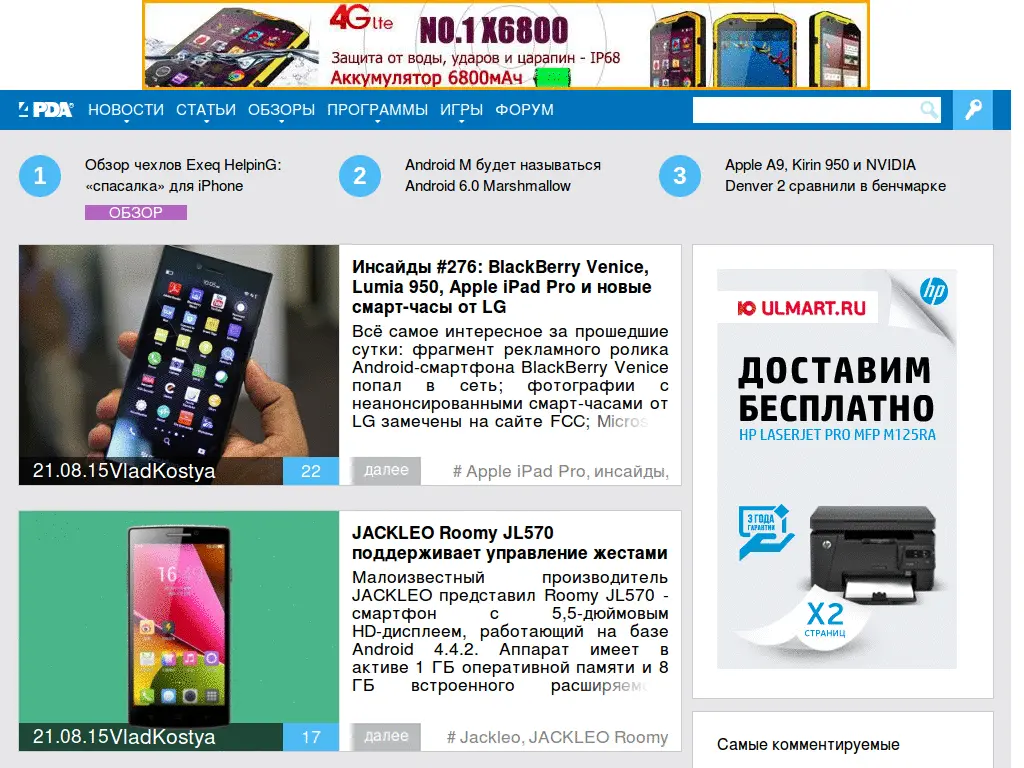 4G lte
NO.1 X6800
Защита от воды, ударов и царапин - IP68
Аккумулятор 6800мАч
4PDA
НОВОСТИ СТАТЬИ ОБЗОРЫ ПРОГРАММЫ ИГРЫ ФОРУМ
1
Обзор чехлов Exeq HelpinG:
«спасалка» для iPhone
ОБЗОР
2
Android M будет называться
Android 6.0 Marshmallow
3
Apple A9, Kirin 950 и NVIDIA
Denver 2 сравнили в бенчмарке
Инсайды #276: BlackBerry Venice,
Lumia 950, Apple iPad Pro и новые
смарт-часы от LG
Всё самое интересное за прошедшие
сутки: фрагмент рекламного ролика
Android-смартфона BlackBerry Venice
попал в сеть; фотографии с
неанонсированными смарт-часами от
LG замечены на сайте FCC; Micros
21.08.15VladKostya
22
далее
# Apple iPad Pro, инсайды,
JACKLEO Roomy JL570
поддерживает управление жестами
Малоизвестный производитель
JACKLEO представил Roomy JL570 -
смартфон с 5,5-дюймовым
HD-дисплеем, работающий на базе
Android 4.4.2. Аппарат имеет в
активе 1 ГБ оперативной памяти и 8
ГБ встроенного расширяем
21.08.15VladKostya
17
далее
# Jackleo, JACKLEO Roomy
hp
Ю ULMART.RU
ДОСТАВИМ
БЕСПЛАТНО
HP LASERJET PRO MFP M125RA
3 ГОДА
ГАРАНТИЯ
X2
СТРАНИЦ
Самые комментируемые